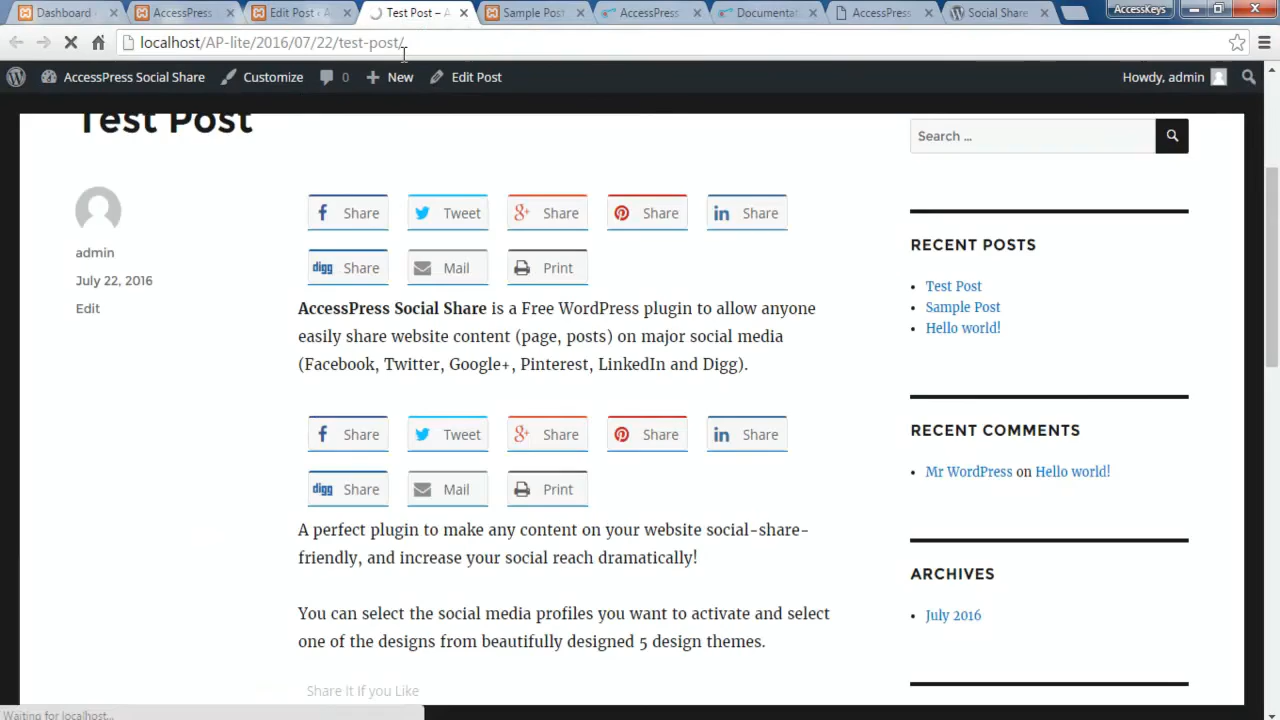 Dashboard
AccessPress
Edit Post ‹ A
Test Post – A
Sample Post
AccessPress
Documentat
AccessPress
Social Share
AccessKeys
localhost/AP-lite/2016/07/22/test-post/
AccessPress Social Share
Customize
0
New
Edit Post
Howdy, admin
Test Post
Search ...
admin
July 22, 2016
Edit
Share Tweet Share Share Share
digg Share Mail Print
AccessPress Social Share is a Free WordPress plugin to allow anyone
easily share website content (page, posts) on major social media
(Facebook, Twitter, Google+, Pinterest, LinkedIn and Digg).
Share Tweet Share Share Share
digg Share Mail Print
A perfect plugin to make any content on your website social-share-
friendly, and increase your social reach dramatically!
You can select the social media profiles you want to activate and select
one of the designs from beautifully designed 5 design themes.
Share It If you Like
RECENT POSTS
Test Post
Sample Post
Hello world!
RECENT COMMENTS
Mr WordPress on Hello world!
ARCHIVES
July 2016
Waiting for localhost...